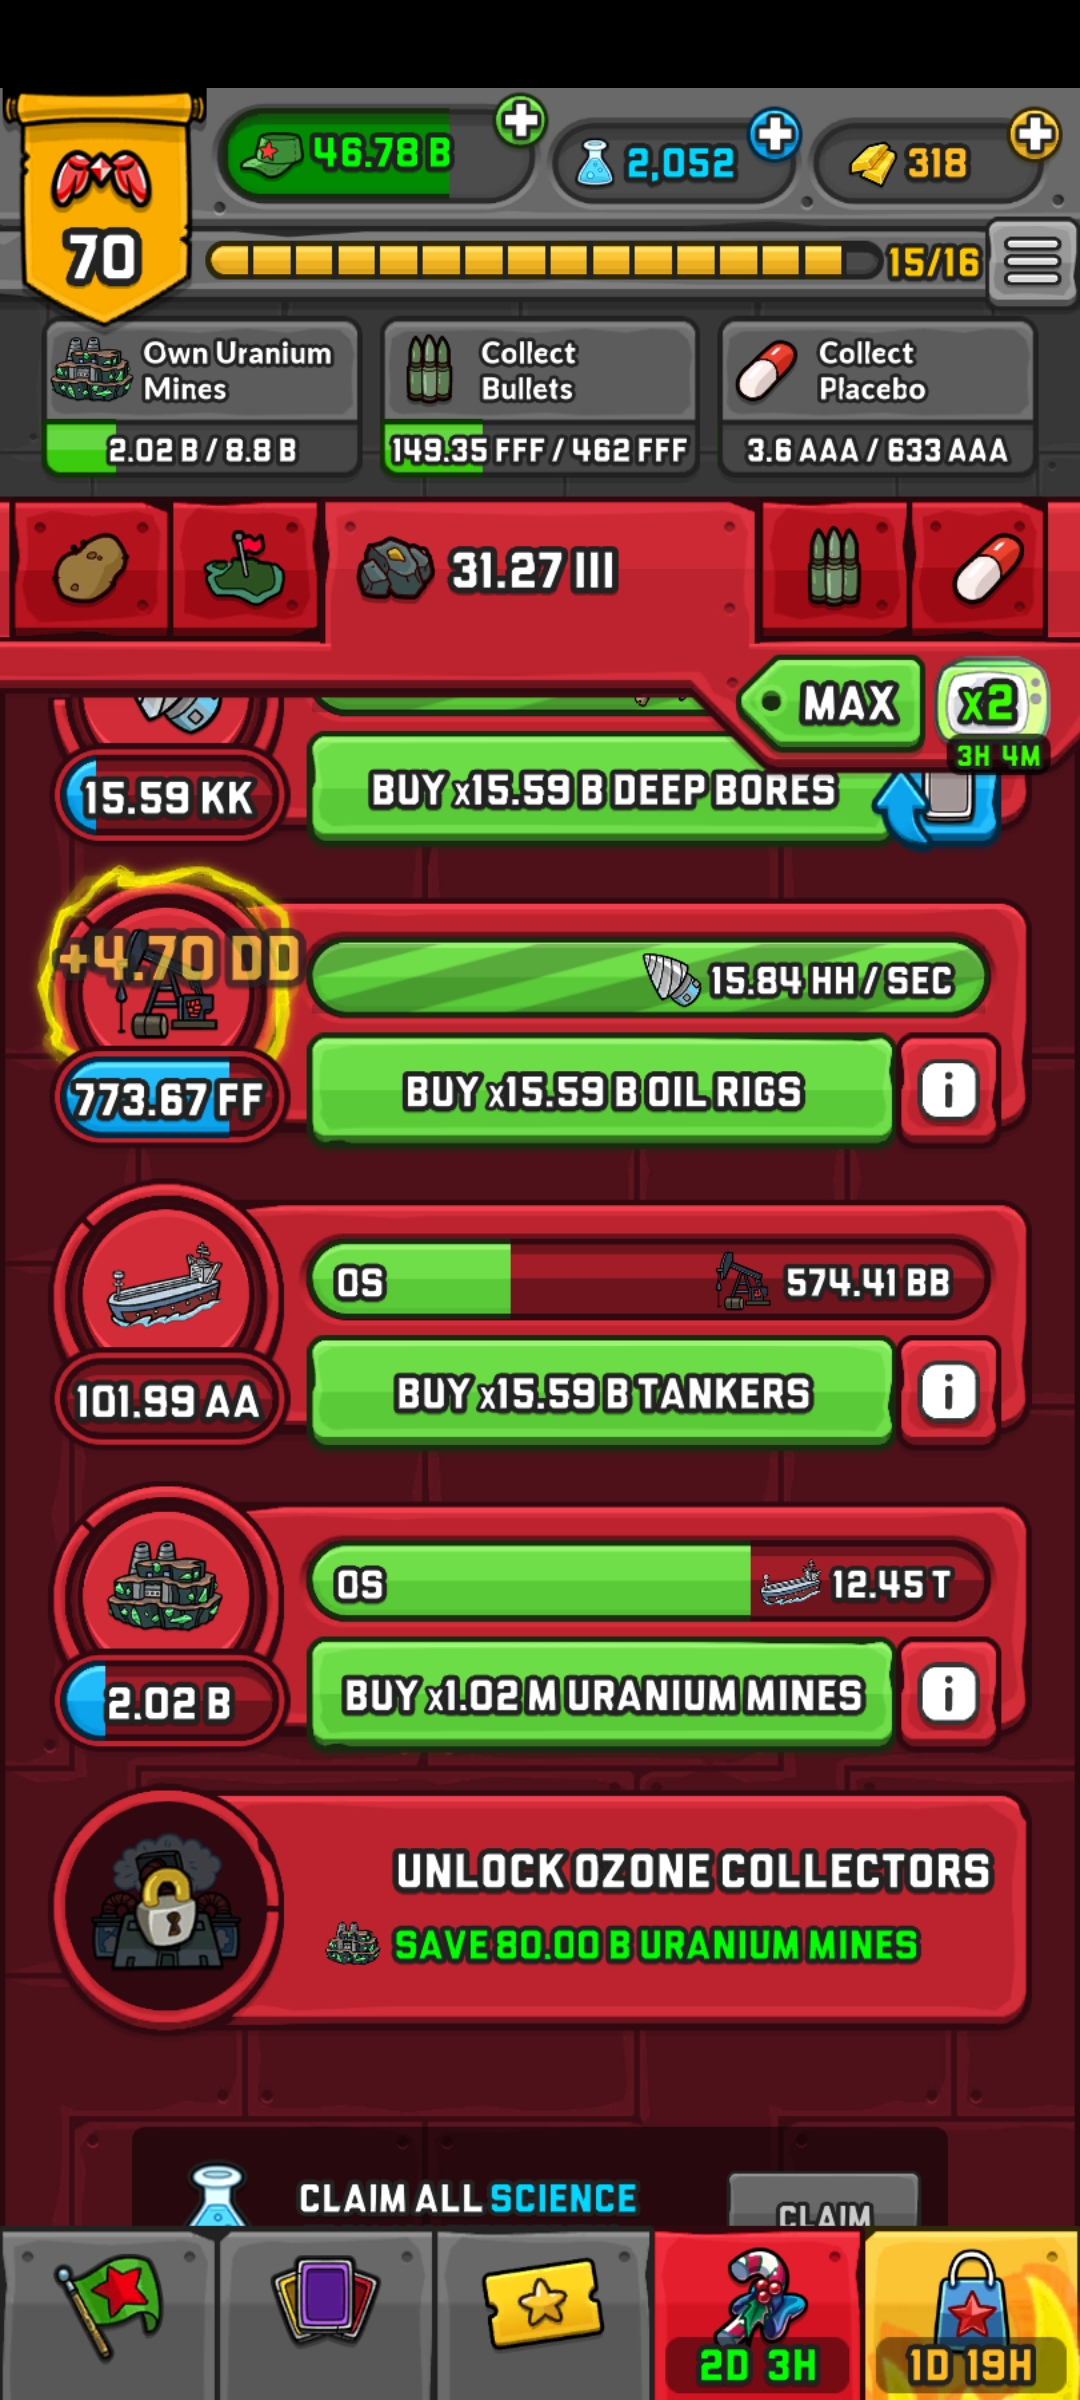 46.78 B
2,052
318
70
15/16
Own Uranium
Mines
2.02 B / 8.8 B
Collect
Bullets
149.35 FFF / 462 FFF
Collect
Placebo
3.6 AAA / 633 AAA
31.27 III
MAX
x2
3H 4M
15.59 KK
BUY x15.59 B DEEP BORES
+4.70 DD
15.84 HH / SEC
773.67 FF
BUY x15.59 B OIL RIGS
i
0S
574.41 BB
101.99 AA
BUY x15.59 B TANKERS
i
0S
12.45 T
2.02 B
BUY x1.02 M URANIUM MINES
i
UNLOCK OZONE COLLECTORS
SAVE 80.00 B URANIUM MINES
CLAIM ALL SCIENCE
CLAIM
2D 3H
1D 19H